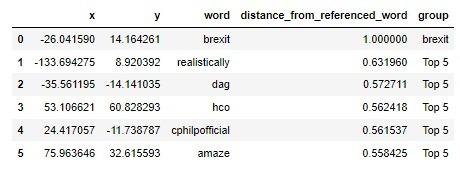 x y word distance_from_referenced_word group
0 -26.041590 14.164261 brexit 1.000000 brexit
1 -133.694275 8.920392 realistically 0.631960 Top 5
2 -35.561195 -14.141035 dag 0.572711 Top 5
3 53.106621 60.828293 hco 0.562418 Top 5
4 24.417057 -11.738787 cphilpofficial 0.561537 Top 5
5 75.963646 32.615593 amaze 0.558425 Top 5